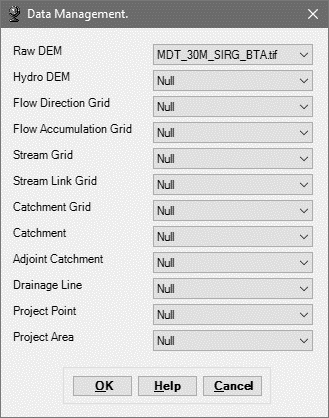 Data Management.
Raw DEM MDT_30M_SIRG_BTA.tif
Hydro DEM Null
Flow Direction Grid Null
Flow Accumulation Grid Null
Stream Grid Null
Stream Link Grid Null
Catchment Grid Null
Catchment Null
Adjoint Catchment Null
Drainage Line Null
Project Point Null
Project Area Null
OK Help Cancel